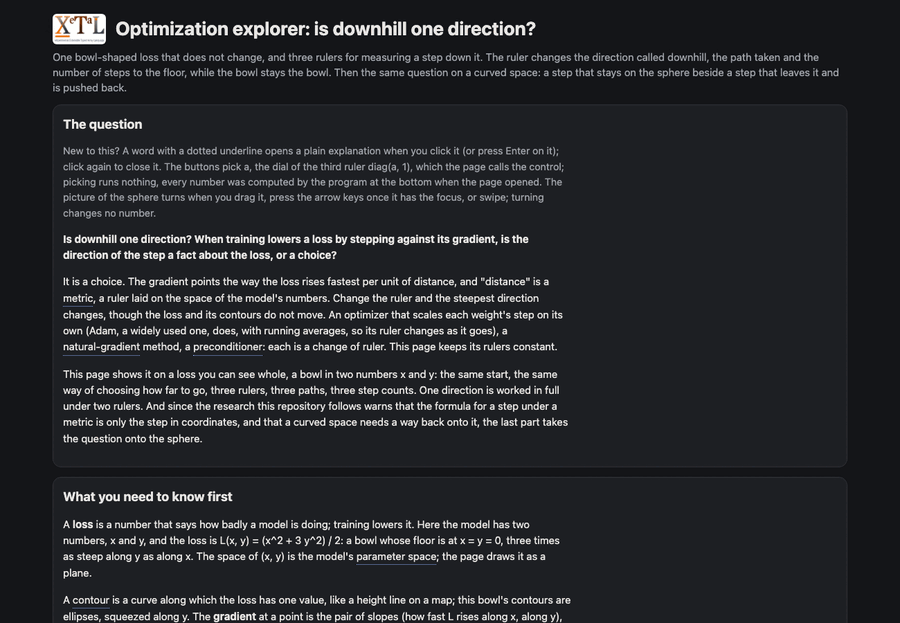 XeTaL
Optimization explorer: is downhill one direction?
One bowl-shaped loss that does not change, and three rulers for measuring a step down it. The ruler changes the direction called downhill, the path taken and the
number of steps to the floor, while the bowl stays the bowl. Then the same question on a curved space: a step that stays on the sphere beside a step that leaves it and
is pushed back.
The question
New to this? A word with a dotted underline opens a plain explanation when you click it (or press Enter on it);
click again to close it. The buttons pick a, the dial of the third ruler diag(a, 1), which the page calls the control;
picking runs nothing, every number was computed by the program at the bottom when the page opened. The
picture of the sphere turns when you drag it, press the arrow keys once it has the focus, or swipe; turning
changes no number.
Is downhill one direction? When training lowers a loss by stepping against its gradient, is the
direction of the step a fact about the loss, or a choice?
It is a choice. The gradient points the way the loss rises fastest per unit of distance, and "distance" is a
metric, a ruler laid on the space of the model's numbers. Change the ruler and the steepest direction
changes, though the loss and its contours do not move. An optimizer that scales each weight's step on its
own (Adam, a widely used one, does, with running averages, so its ruler changes as it goes), a
natural-gradient method, a preconditioner: each is a change of ruler. This page keeps its rulers constant.
This page shows it on a loss you can see whole, a bowl in two numbers x and y: the same start, the same
way of choosing how far to go, three rulers, three paths, three step counts. One direction is worked in full
under two rulers. And since the research this repository follows warns that the formula for a step under a
metric is only the step in coordinates, and that a curved space needs a way back onto it, the last part takes
the question onto the sphere.
What you need to know first
A loss is a number that says how badly a model is doing; training lowers it. Here the model has two
numbers, x and y, and the loss is L(x, y) = (x^2 + 3 y^2) / 2: a bowl whose floor is at x = y = 0, three times
as steep along y as along x. The space of (x, y) is the model's parameter space; the page draws it as a
plane.
A contour is a curve along which the loss has one value, like a height line on a map; this bowl's contours are
ellipses, squeezed along y. The gradient at a point is the pair of slopes (how fast L rises along x, along y),